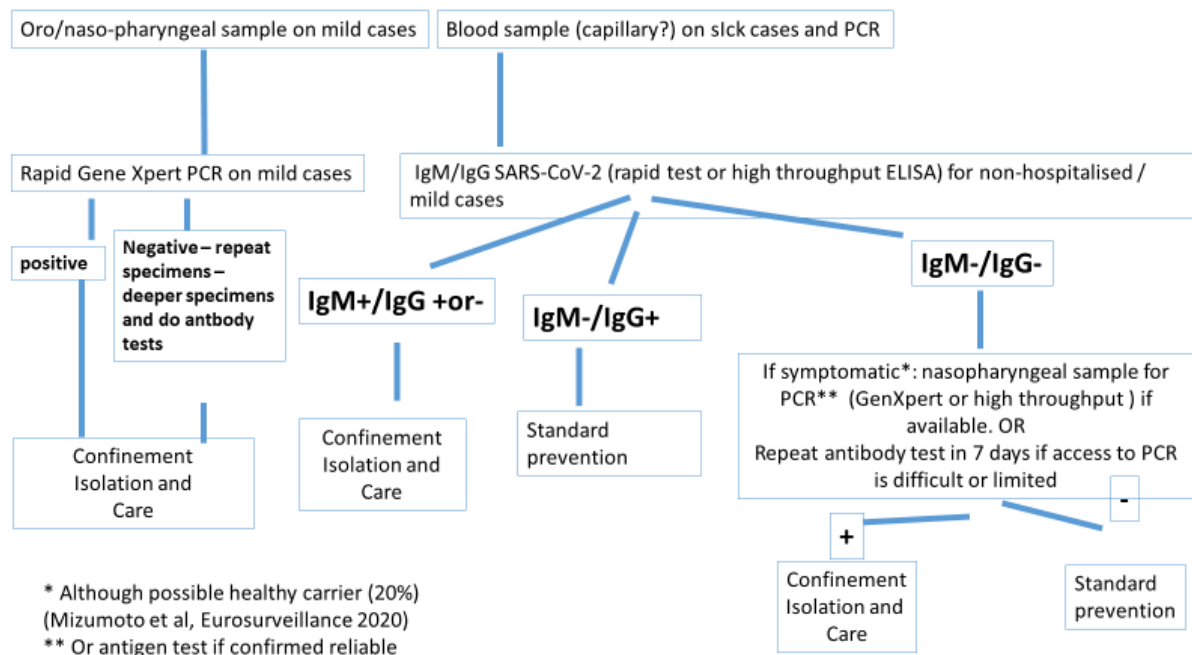 Oro/naso-pharyngeal sample on mild cases
Blood sample (capillary?) on sIck cases and PCR
Rapid Gene Xpert PCR on mild cases
IgM/IgG SARS-CoV-2 (rapid test or high throughput ELISA) for non-hospitalised /
mild cases
positive
Negative – repeat
specimens –
deeper specimens
and do antbody
tests
IgM+/IgG +or-
IgM-/IgG+
IgM-/IgG-
If symptomatic*: nasopharyngeal sample for
PCR** (GenXpert or high throughput ) if
available. OR
Repeat antibody test in 7 days if access to PCR
is difficult or limited
Confinement
Isolation and
Care
Confinement
Isolation and
Care
Standard
prevention
-
+
Confinement
Isolation and
Care
Standard
prevention
* Although possible healthy carrier (20%)
(Mizumoto et al, Eurosurveillance 2020)
** Or antigen test if confirmed reliable